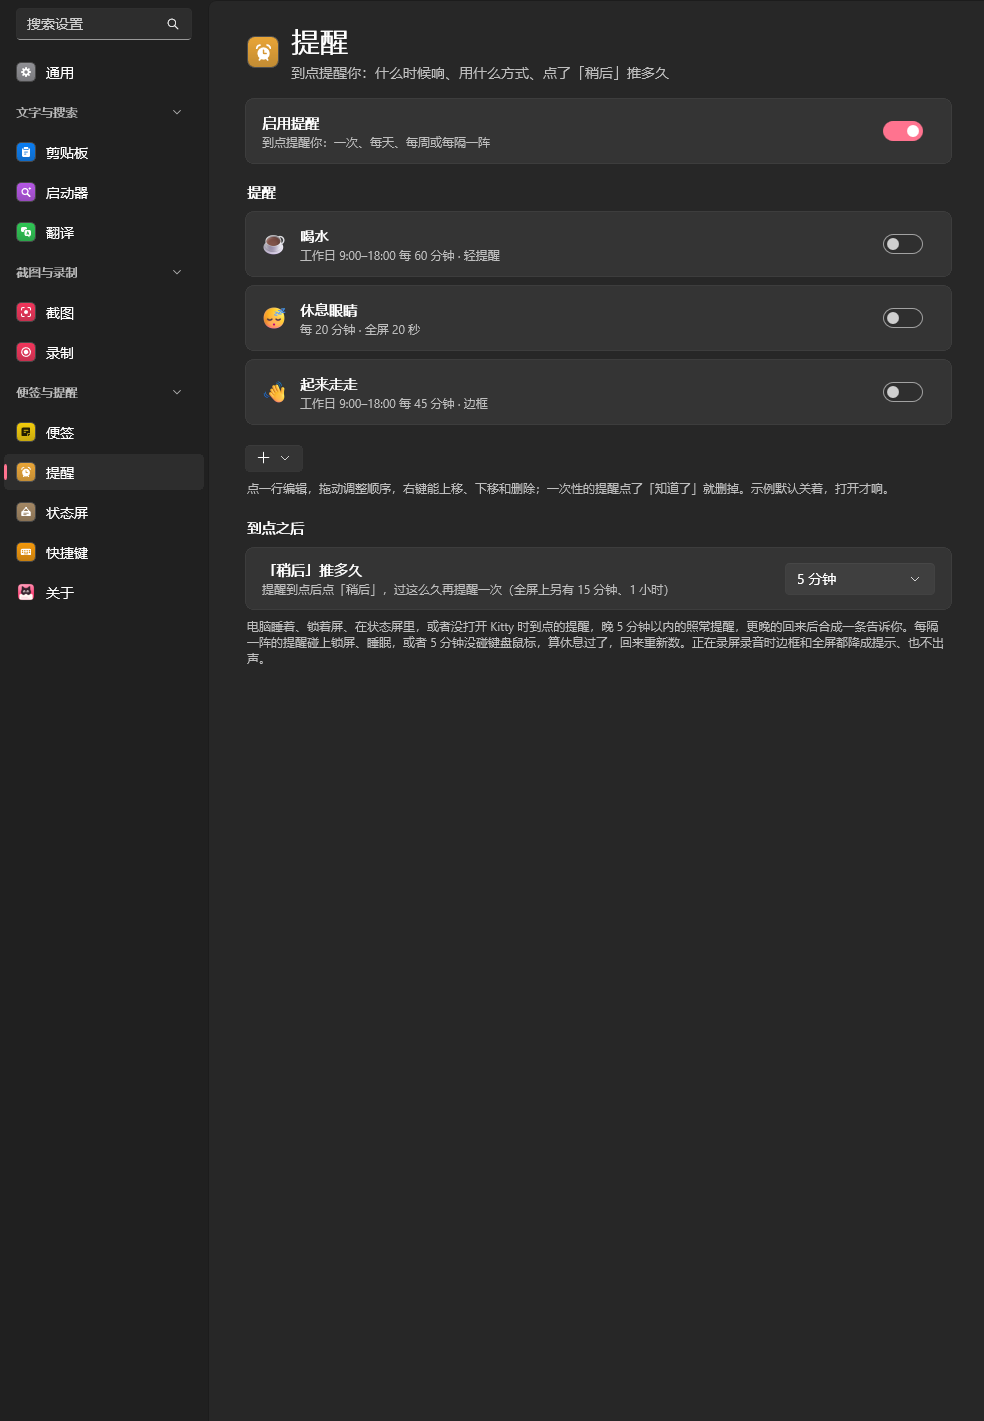 搜索设置
通用
文字与搜索
剪贴板
启动器
翻译
截图与录制
截图
录制
便签与提醒
便签
提醒
状态屏
快捷键
关于
提醒
到点提醒你：什么时候响、用什么方式、点了「稍后」推多久
启用提醒
到点提醒你：一次、每天、每周或每隔一阵
提醒
喝水
工作日 9:00–18:00 每 60 分钟 · 轻提醒
休息眼睛
每 20 分钟 · 全屏 20 秒
起来走走
工作日 9:00–18:00 每 45 分钟 · 边框
点一行编辑，拖动调整顺序，右键能上移、下移和删除；一次性的提醒点了「知道了」就删掉。示例默认关着，打开才响。
到点之后
「稍后」推多久
提醒到点后点「稍后」，过这么久再提醒一次（全屏上另有 15 分钟、1 小时）
5 分钟
电脑睡着、锁着屏、在状态屏里，或者没打开 Kitty 时到点的提醒，晚 5 分钟以内的照常提醒，更晚的回来后合成一条告诉你。每隔
一阵的提醒碰上锁屏、睡眠，或者 5 分钟没碰键盘鼠标，算休息过了，回来重新数。正在录屏录音时边框和全屏都降成提示、也不出
声。